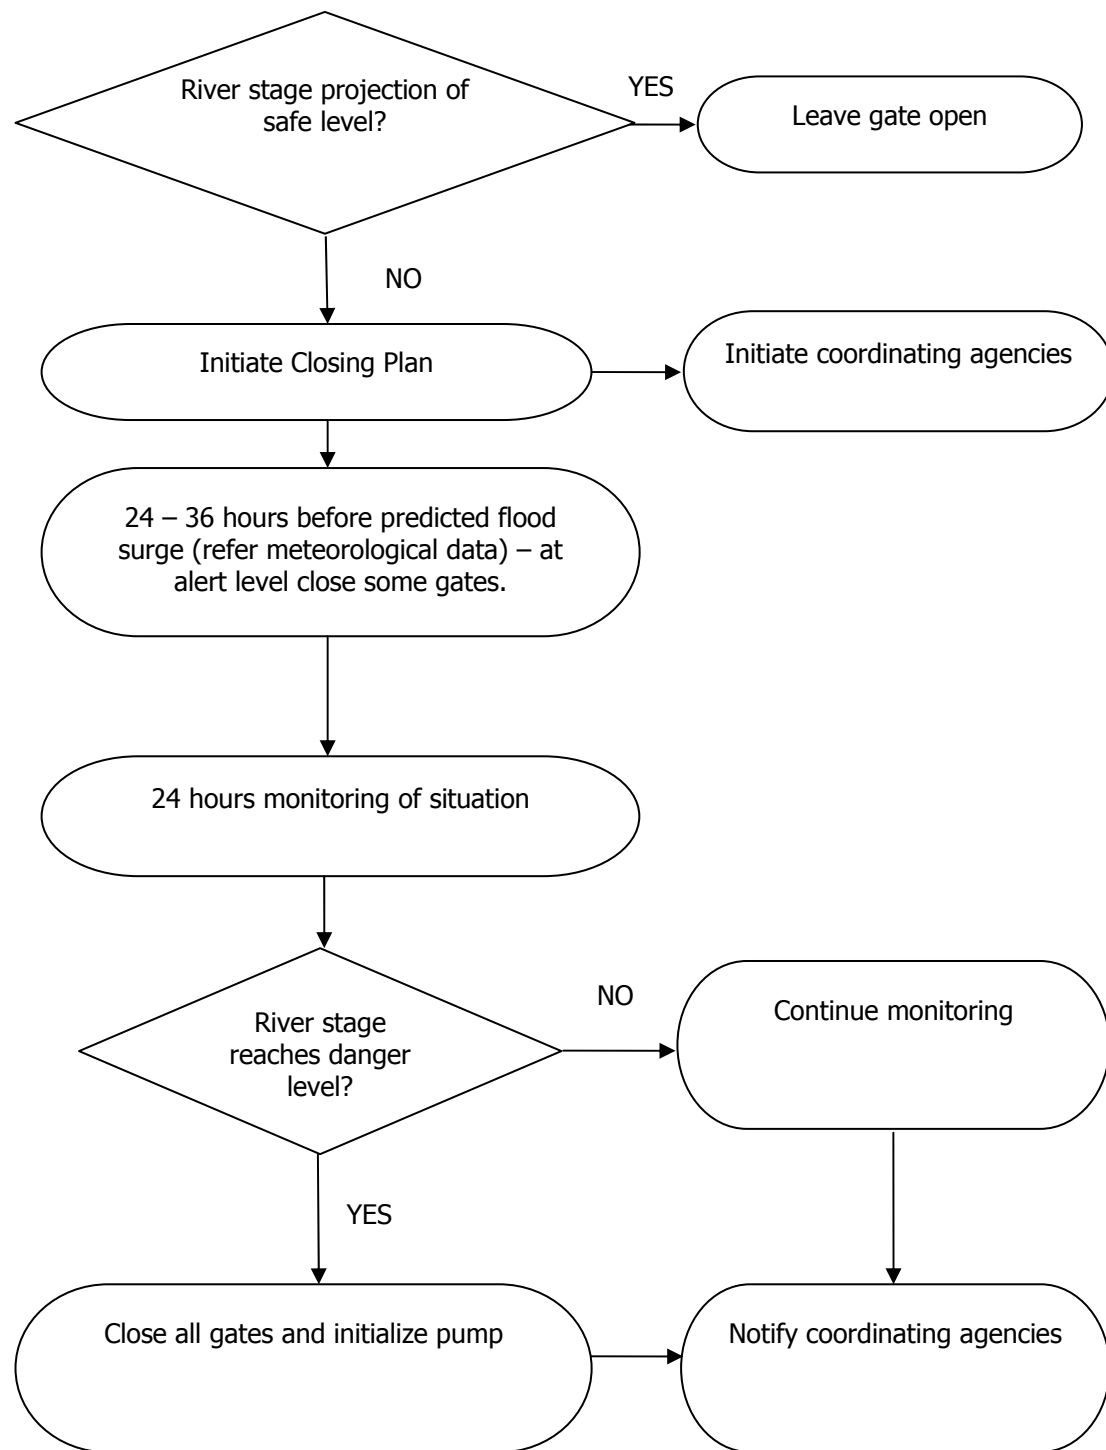 River stage projection of
safe level?
YES
Leave gate open
NO
Initiate Closing Plan
Initiate coordinating agencies
24 – 36 hours before predicted flood
surge (refer meteorological data) – at
alert level close some gates.
24 hours monitoring of situation
River stage
reaches danger
level?
NO
Continue monitoring
YES
Close all gates and initialize pump
Notify coordinating agencies